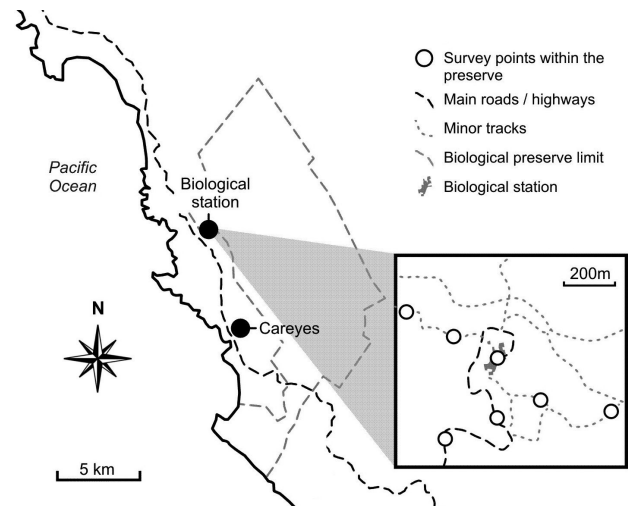 Survey points within the
preserve
Main roads / highways
Minor tracks
Biological preserve limit
Biological station
Pacific
Ocean
Biological
station
200m
N
Careyes
5 km